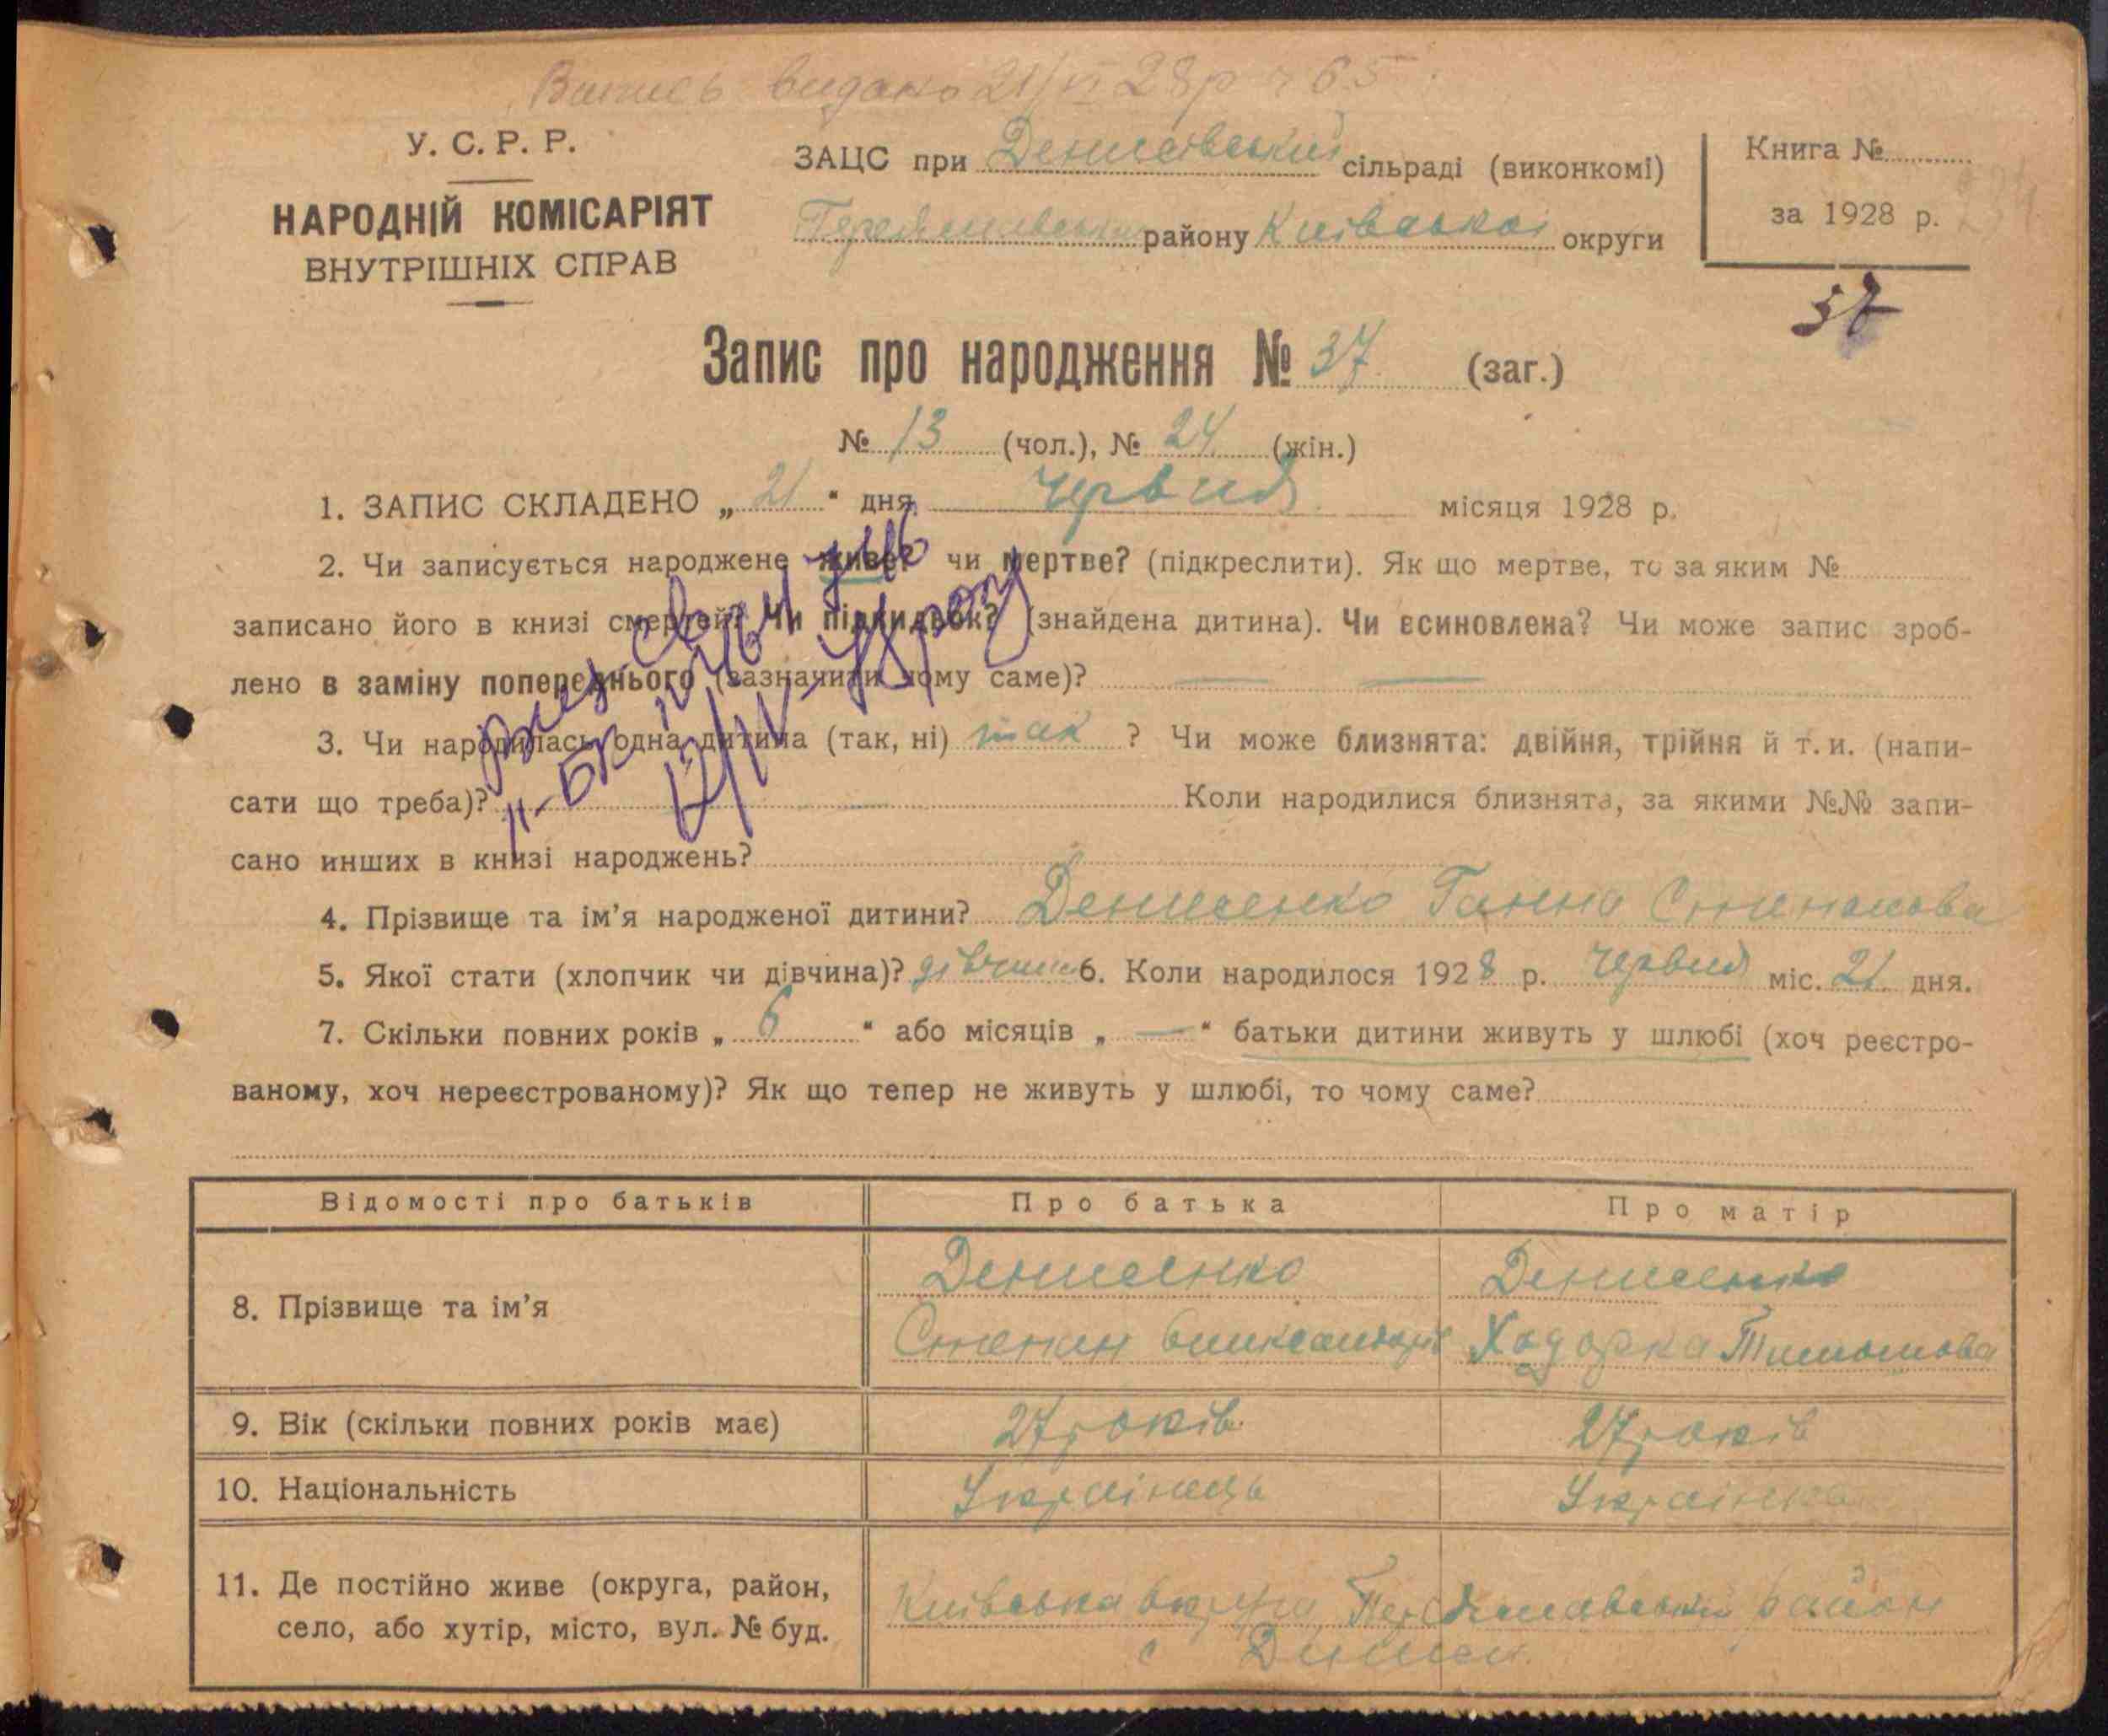 Випись видано 21/VI 28р ч 65
У. С. Р. Р.
НАРОДНІЙ КОМІСАРІЯТ
ВНУТРІШНІХ СПРАВ
ЗАЦС при Денисівський сільраді (виконкомі)
Переяславського району Київської округи
Книга №
за 1928 р.
37
Запис про народження № 37 (заг.)
№ 13 (чол.), № 24 (жін.)
1. ЗАПИС СКЛАДЕНО „ 21 “ дня червня місяця 1928 р.
2. Чи записується народжене живе? чи мертве? (підкреслити). Як що мертве, то за яким №
записано його в книзі смертей? Чи підкидьок? (знайдена дитина). Чи всиновлена? Чи може запис зроб-
лено в заміну попереднього (зазначити чому саме)?
3. Чи народилась одна дитина (так, ні) так ? Чи може близнята: двійня, трійня й т. и. (напи-
сати що треба)? Коли народилися близнята, за якими №№ запи-
сано инших в книзі народжень?
4. Прізвище та ім’я народженої дитини? Денисенко Ганна Степанова
5. Якої стати (хлопчик чи дівчина)? дівчина 6. Коли народилося 1928 р. червня міс. 21 дня.
7. Скільки повних років „ 6 “ або місяців „ — “ батьки дитини живуть у шлюбі (хоч реєстро-
ваному, хоч нереєстрованому)? Як що тепер не живуть у шлюбі, то чому саме?
Відомості про батьків Про батька Про матір
8. Прізвище та ім’я
Денисенко Денисенко
Степан Ходорка Тимошова
9. Вік (скільки повних років має) 27 років 27 років
10. Національність Українець Українка
11. Де постійно живе (округа, район,
село, або хутір, місто, вул. № буд.
Київська округа Переяславський район
с Дениси